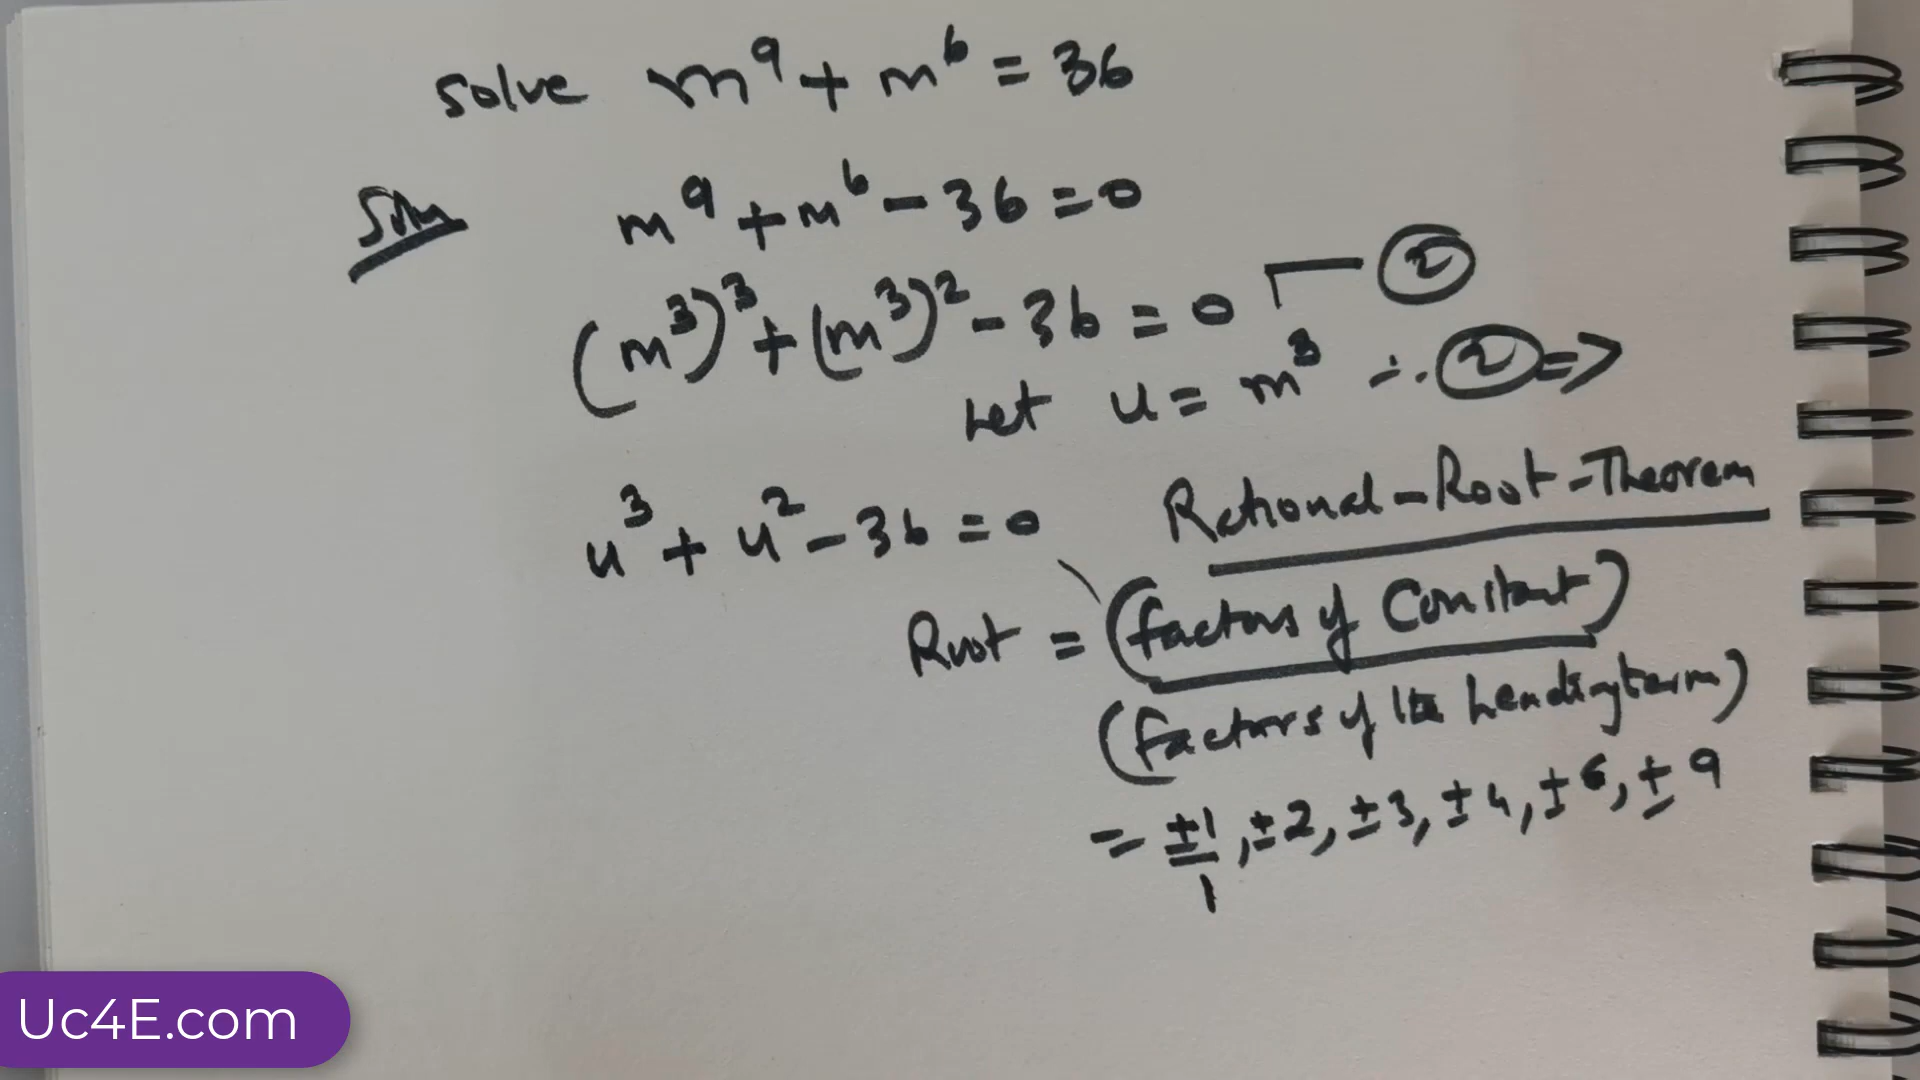 solve m⁹ + m⁶ = 36
Soln
m⁹ + m⁶ - 36 = 0
(m³)³ + (m³)² - 36 = 0 ②
Let u = m³ ∴ ② =>
u³ + u² - 36 = 0
Rational-Root-Theorem
Root = (factors of Constant)
(factors of the Leading term)
= ±1/1, ±2, ±3, ±4, ±6, ±9
Uc4E.com